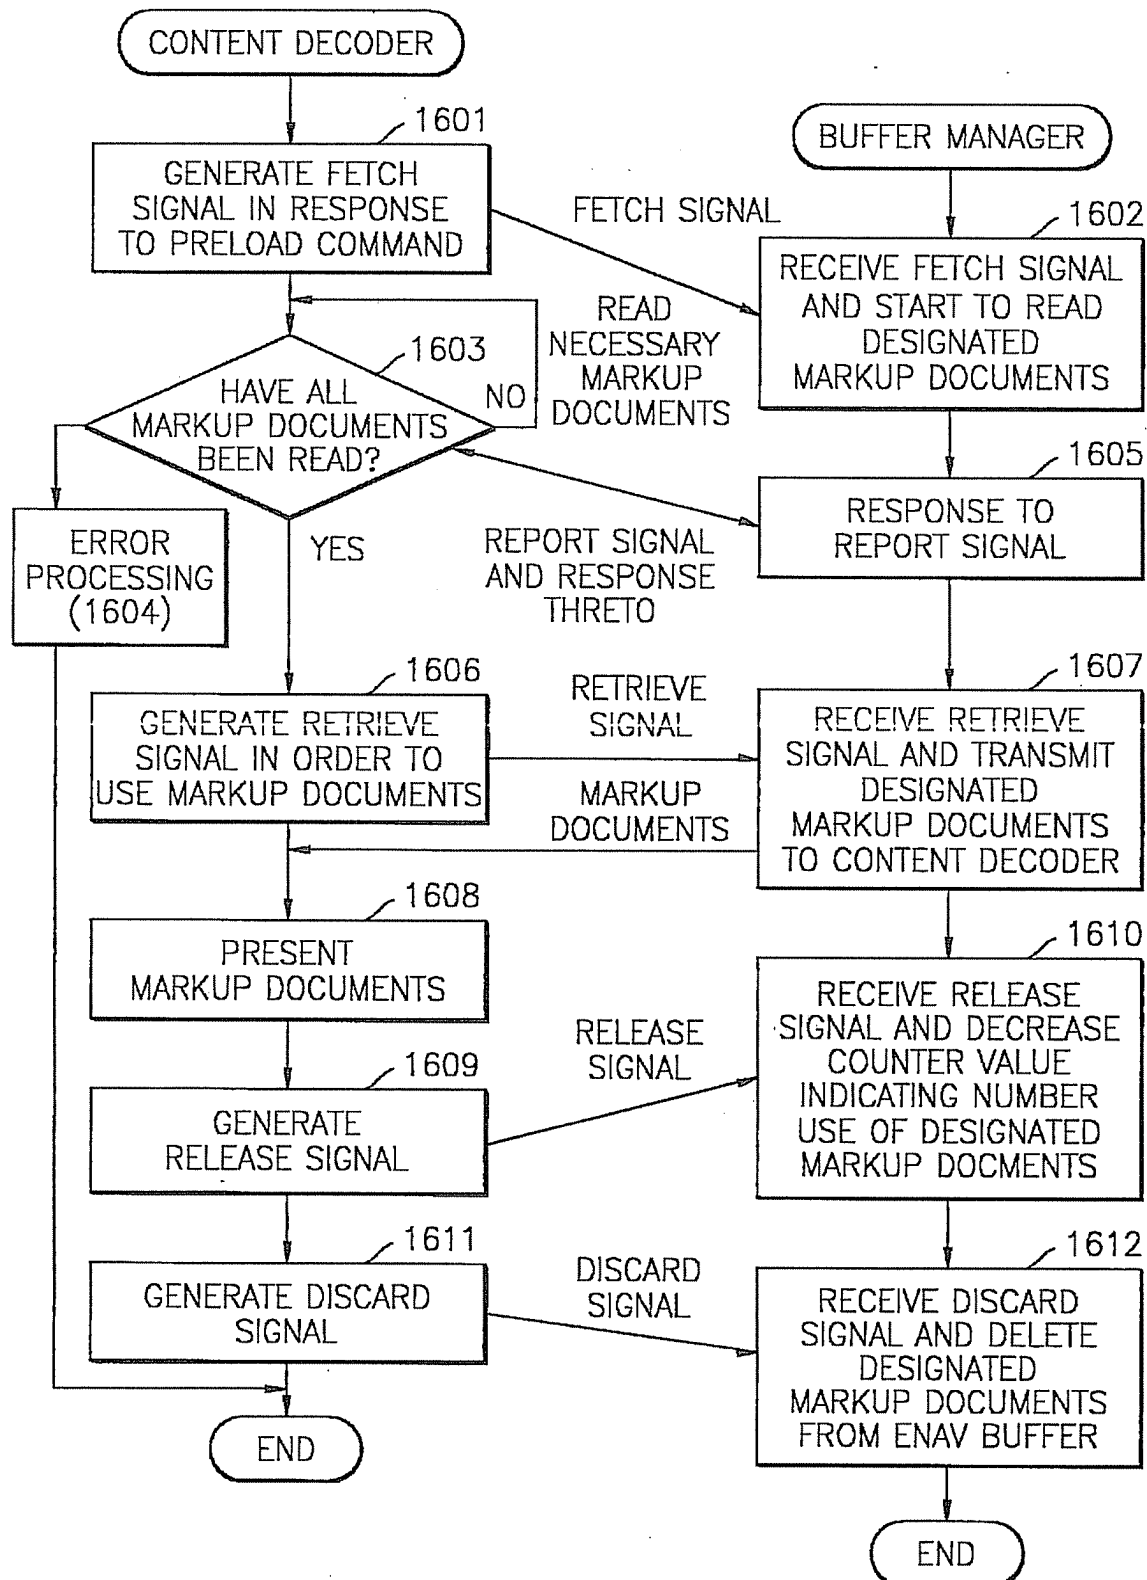 CONTENT DECODER
1601
GENERATE FETCH
SIGNAL IN RESPONSE
TO PRELOAD COMMAND
BUFFER MANAGER
FETCH SIGNAL
1602
RECEIVE FETCH SIGNAL
AND START TO READ
DESIGNATED
MARKUP DOCUMENTS
READ
NECESSARY
MARKUP
DOCUMENTS
1603
HAVE ALL
MARKUP DOCUMENTS
BEEN READ?
NO
YES
ERROR
PROCESSING
(1604)
1605
RESPONSE TO
REPORT SIGNAL
REPORT SIGNAL
AND RESPONSE
THRETO
1606
GENERATE RETRIEVE
SIGNAL IN ORDER TO
USE MARKUP DOCUMENTS
RETRIEVE
SIGNAL
1607
RECEIVE RETRIEVE
SIGNAL AND TRANSMIT
DESIGNATED
MARKUP DOCUMENTS
TO CONTENT DECODER
MARKUP
DOCUMENTS
1608
PRESENT
MARKUP DOCUMENTS
1609
GENERATE
RELEASE SIGNAL
RELEASE
SIGNAL
1610
RECEIVE RELEASE
SIGNAL AND DECREASE
COUNTER VALUE
INDICATING NUMBER
USE OF DESIGNATED
MARKUP DOCMENTS
1611
GENERATE DISCARD
SIGNAL
DISCARD
SIGNAL
1612
RECEIVE DISCARD
SIGNAL AND DELETE
DESIGNATED
MARKUP DOCUMENTS
FROM ENAV BUFFER
END
END